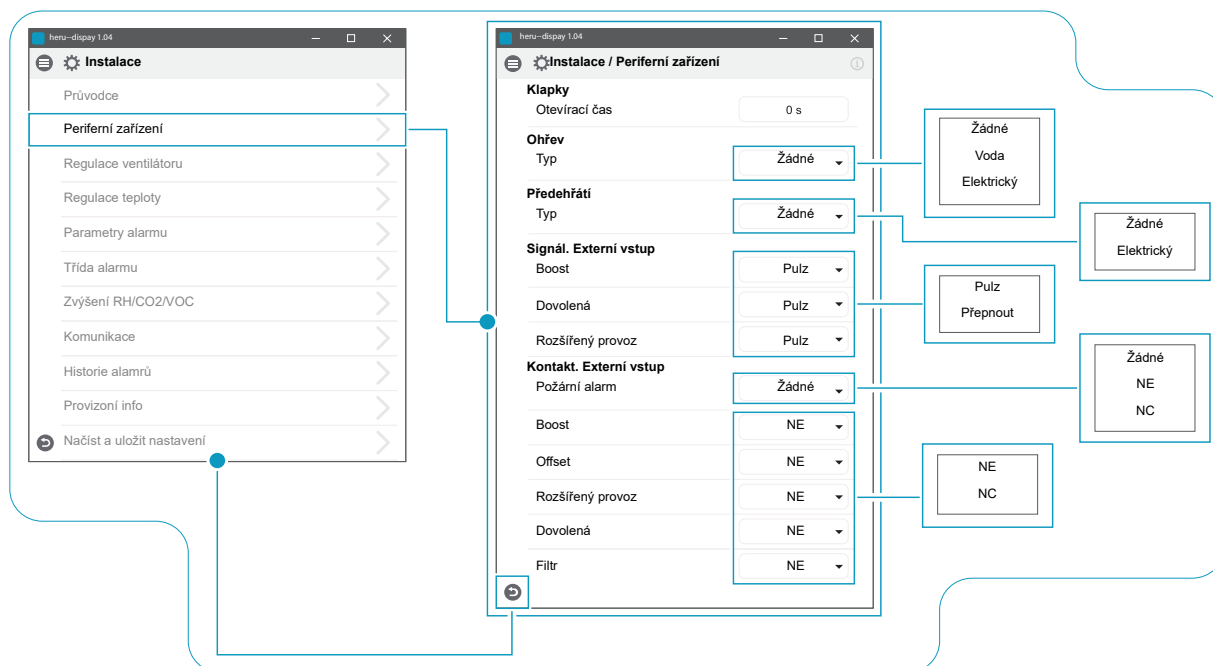 heru–dispay 1.04
Instalace
Průvodce
Periferní zařízení
Regulace ventilátoru
Regulace teploty
Parametry alarmu
Třída alarmu
Zvýšení RH/CO2/VOC
Komunikace
Historie alamrů
Provizoní info
Načíst a uložit nastavení
heru–dispay 1.04
Instalace / Periferní zařízení
Klapky
Otevírací čas 0 s
Ohřev
Typ Žádné
Předehřátí
Typ Žádné
Signál. Externí vstup
Boost Pulz
Dovolená Pulz
Rozšířený provoz Pulz
Kontakt. Externí vstup
Požární alarm Žádné
Boost NE
Offset NE
Rozšířený provoz NE
Dovolená NE
Filtr NE
Žádné
Voda
Elektrický
Žádné
Elektrický
Pulz
Přepnout
Žádné
NE
NC
NE
NC